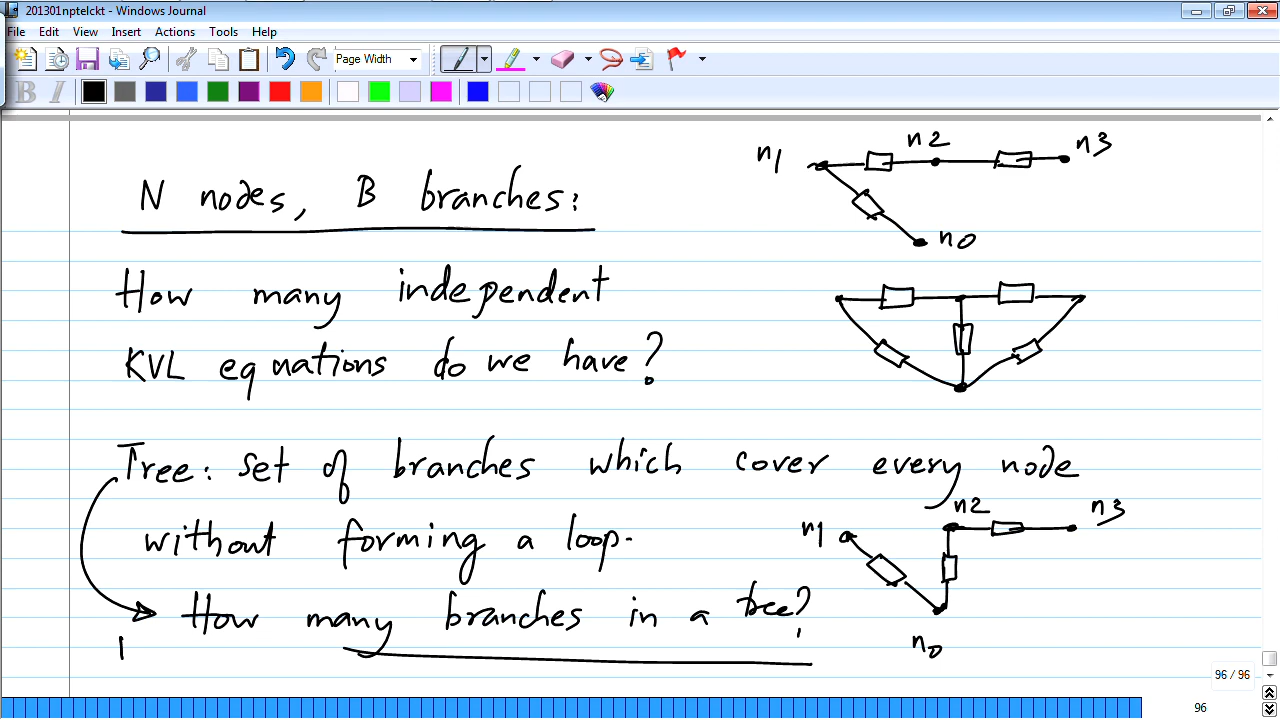 201301nptelckt - Windows Journal
File Edit View Insert Actions Tools Help
Page Width
B I
n1 n2 n3
N nodes, B branches:
n0
How many independent
KVL equations do we have?
Tree: set of branches which cover every node
n2 n3
without forming a loop.
n1
How many branches in a tree?
n0
96 / 96
96